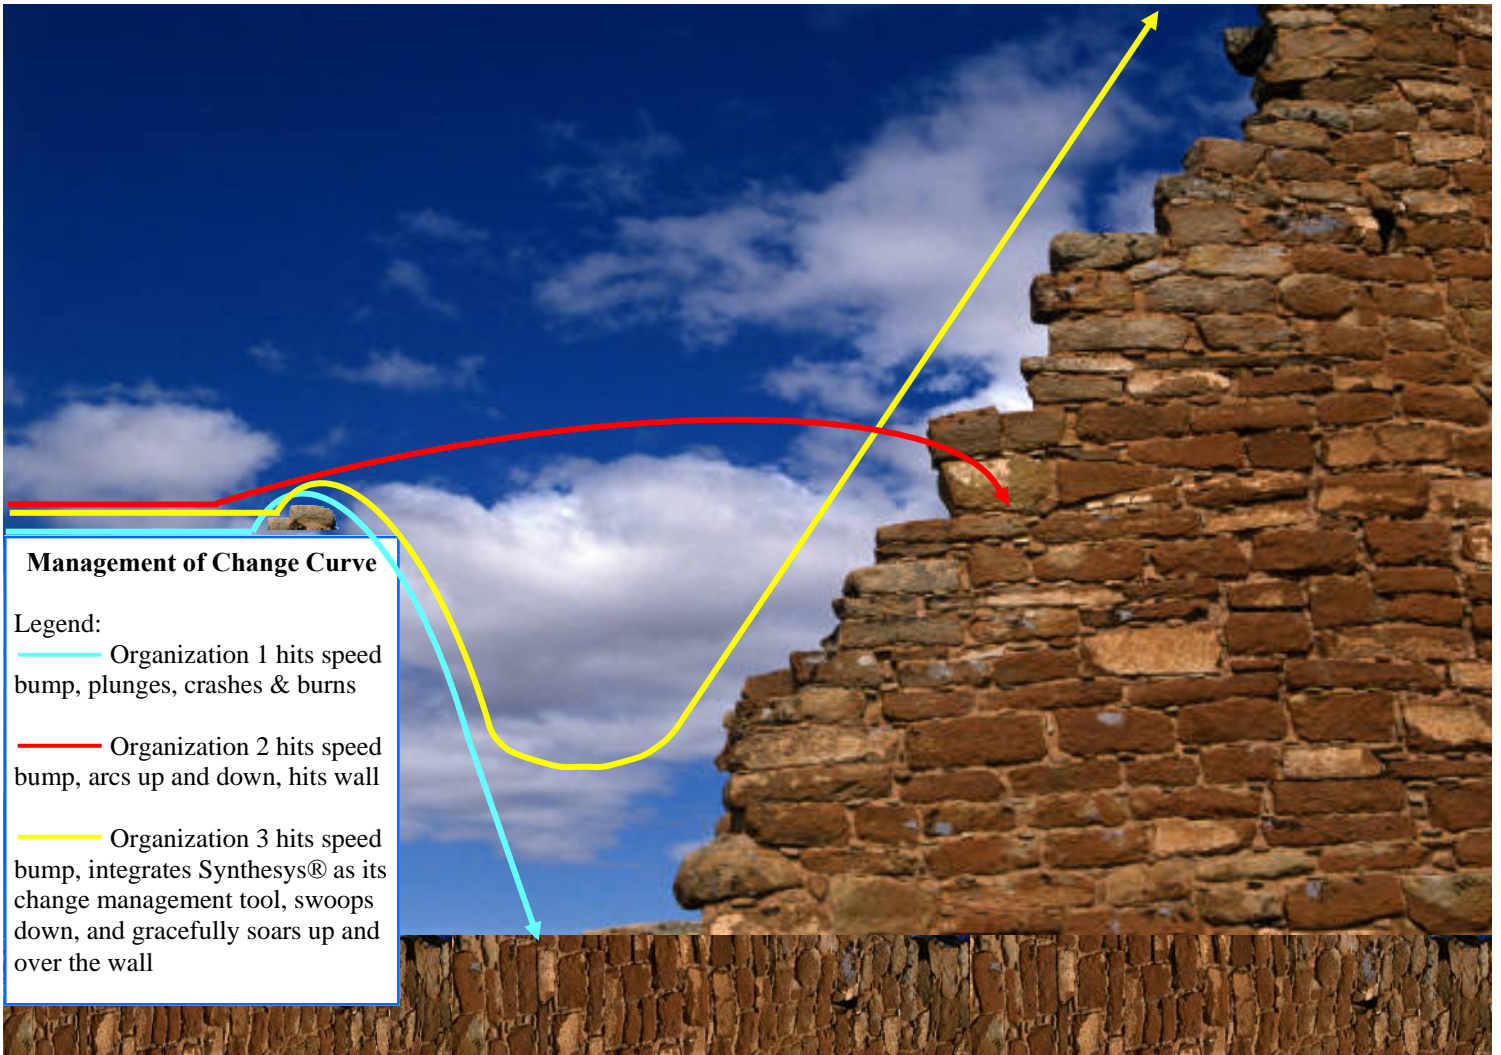 Management of Change Curve
Legend:
Organization 1 hits speed
bump, plunges, crashes & burns
Organization 2 hits speed
bump, arcs up and down, hits wall
Organization 3 hits speed
bump, integrates Synthesys® as its
change management tool, swoops
down, and gracefully soars up and
over the wall